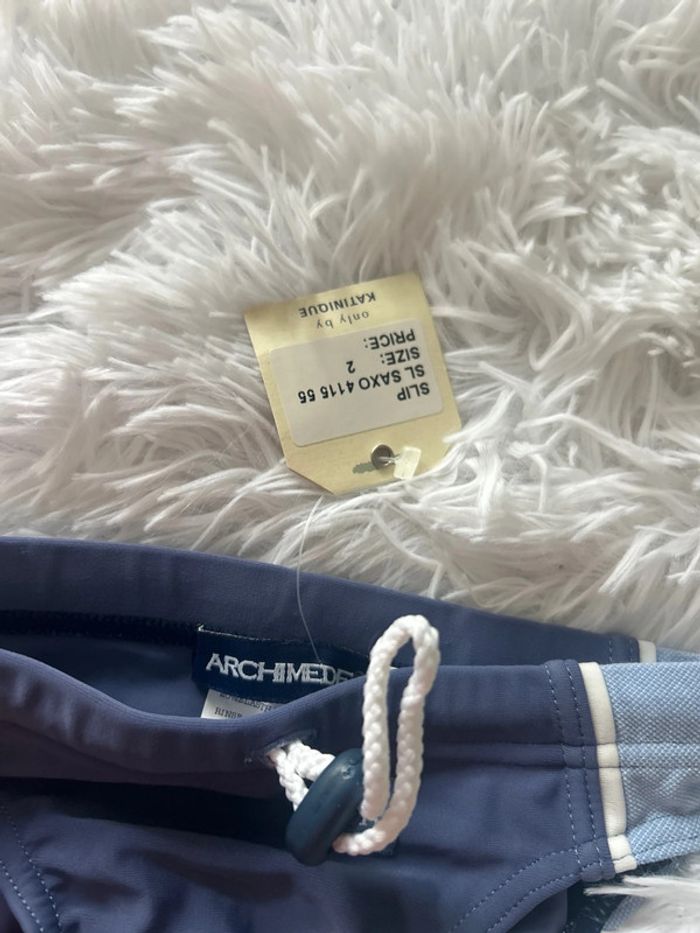 SLIP
SL SAXO 4115 55
SIZE: 2
PRICE:
only by
KATINIQUE
ARCHIMEDE